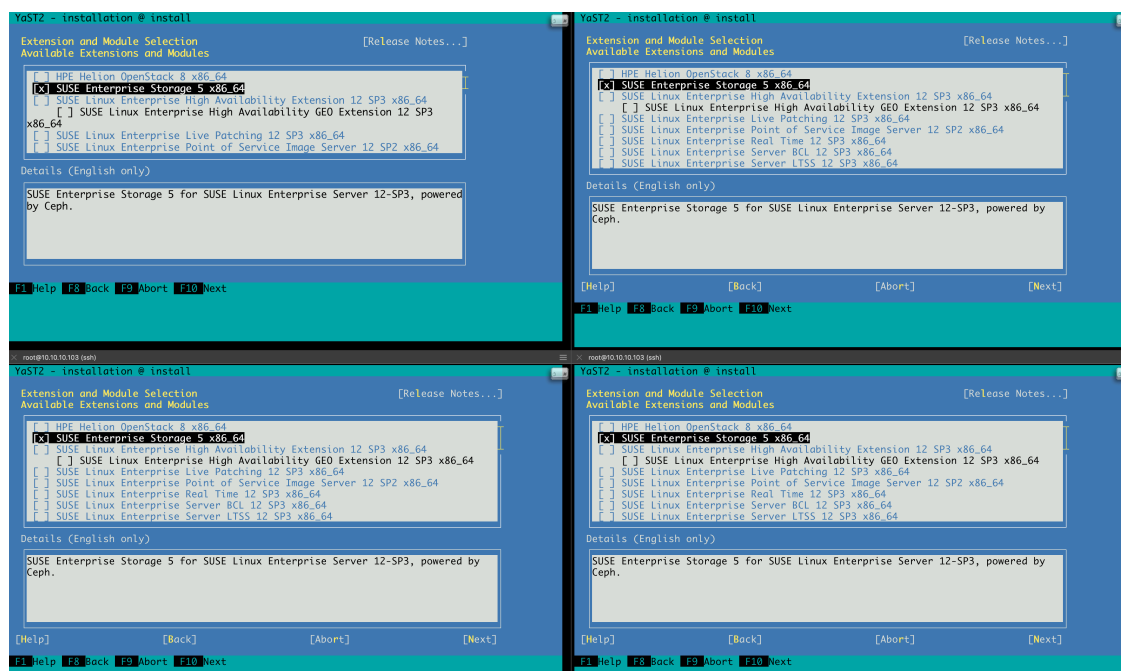 YaST2 - installation @ install
Extension and Module Selection [Release Notes...]
Available Extensions and Modules
[ ] HPE Helion OpenStack 8 x86_64
[x] SUSE Enterprise Storage 5 x86_64
[ ] SUSE Linux Enterprise High Availability Extension 12 SP3 x86_64
[ ] SUSE Linux Enterprise High Availability GEO Extension 12 SP3
x86_64
[ ] SUSE Linux Enterprise Live Patching 12 SP3 x86_64
[ ] SUSE Linux Enterprise Point of Service Image Server 12 SP2 x86_64
Details (English only)
SUSE Enterprise Storage 5 for SUSE Linux Enterprise Server 12-SP3, powered
by Ceph.
F1 Help F8 Back F9 Abort F10 Next
YaST2 - installation @ install
Extension and Module Selection [Release Notes...]
Available Extensions and Modules
[ ] HPE Helion OpenStack 8 x86_64
[x] SUSE Enterprise Storage 5 x86_64
[ ] SUSE Linux Enterprise High Availability Extension 12 SP3 x86_64
[ ] SUSE Linux Enterprise High Availability GEO Extension 12 SP3 x86_64
[ ] SUSE Linux Enterprise Live Patching 12 SP3 x86_64
[ ] SUSE Linux Enterprise Point of Service Image Server 12 SP2 x86_64
[ ] SUSE Linux Enterprise Real Time 12 SP3 x86_64
[ ] SUSE Linux Enterprise Server BCL 12 SP3 x86_64
[ ] SUSE Linux Enterprise Server LTSS 12 SP3 x86_64
Details (English only)
SUSE Enterprise Storage 5 for SUSE Linux Enterprise Server 12-SP3, powered by
Ceph.
[Help] [Back] [Abort] [Next]
F1 Help F8 Back F9 Abort F10 Next
root@10.10.10.103 (ssh)
YaST2 - installation @ install
Extension and Module Selection [Release Notes...]
Available Extensions and Modules
[ ] HPE Helion OpenStack 8 x86_64
[x] SUSE Enterprise Storage 5 x86_64
[ ] SUSE Linux Enterprise High Availability Extension 12 SP3 x86_64
[ ] SUSE Linux Enterprise High Availability GEO Extension 12 SP3 x86_64
[ ] SUSE Linux Enterprise Live Patching 12 SP3 x86_64
[ ] SUSE Linux Enterprise Point of Service Image Server 12 SP2 x86_64
[ ] SUSE Linux Enterprise Real Time 12 SP3 x86_64
[ ] SUSE Linux Enterprise Server BCL 12 SP3 x86_64
[ ] SUSE Linux Enterprise Server LTSS 12 SP3 x86_64
Details (English only)
SUSE Enterprise Storage 5 for SUSE Linux Enterprise Server 12-SP3, powered by
Ceph.
[Help] [Back] [Abort] [Next]
F1 Help F8 Back F9 Abort F10 Next
root@10.10.10.103 (ssh)
YaST2 - installation @ install
Extension and Module Selection [Release Notes...]
Available Extensions and Modules
[ ] HPE Helion OpenStack 8 x86_64
[x] SUSE Enterprise Storage 5 x86_64
[ ] SUSE Linux Enterprise High Availability Extension 12 SP3 x86_64
[ ] SUSE Linux Enterprise High Availability GEO Extension 12 SP3 x86_64
[ ] SUSE Linux Enterprise Live Patching 12 SP3 x86_64
[ ] SUSE Linux Enterprise Point of Service Image Server 12 SP2 x86_64
[ ] SUSE Linux Enterprise Real Time 12 SP3 x86_64
[ ] SUSE Linux Enterprise Server BCL 12 SP3 x86_64
[ ] SUSE Linux Enterprise Server LTSS 12 SP3 x86_64
Details (English only)
SUSE Enterprise Storage 5 for SUSE Linux Enterprise Server 12-SP3, powered by
Ceph.
[Help] [Back] [Abort] [Next]
F1 Help F8 Back F9 Abort F10 Next